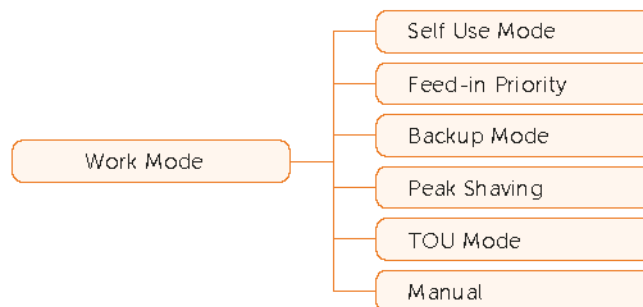 Work Mode
Self Use Mode
Feed-in Priority
Backup Mode
Peak Shaving
TOU Mode
Manual